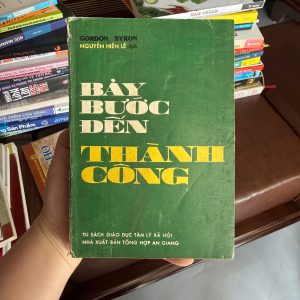 GORDON BYRON
NGUYỄN HIẾN LÊ dịch
BẢY
BƯỚC
ĐẾN
THÀNH
CÔNG
TỦ SÁCH GIÁO DỤC TÂM LÝ XÃ HỘI
NHÀ XUẤT BẢN TỔNG HỢP AN GIANG